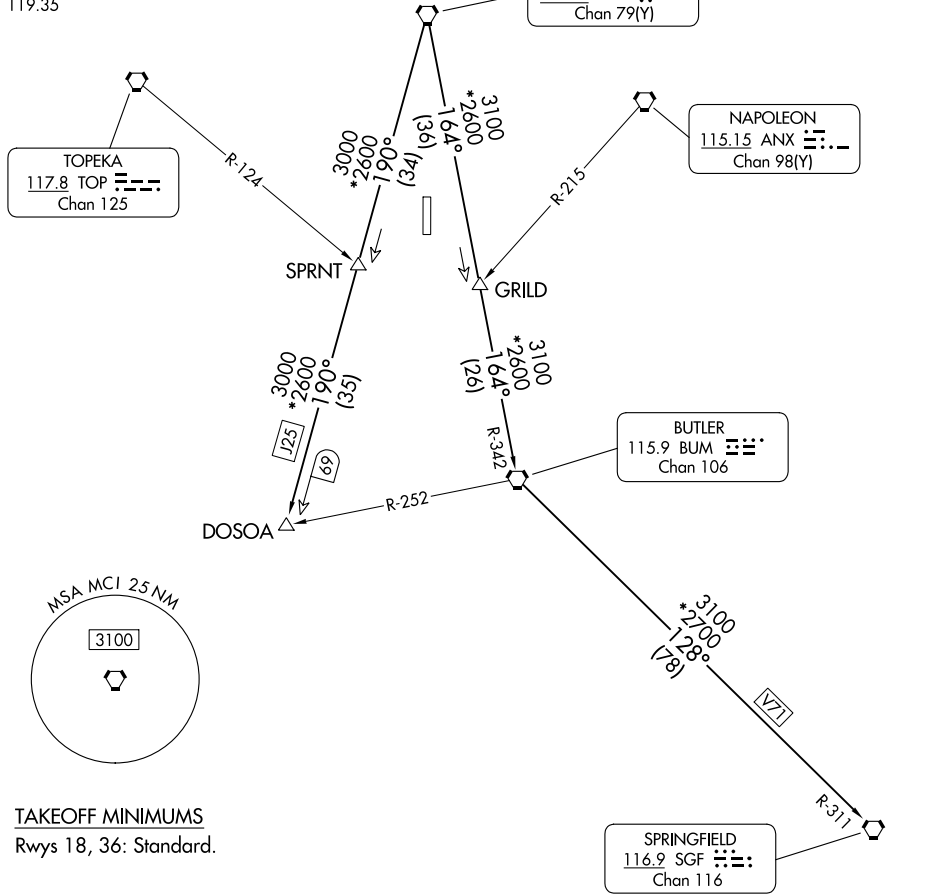 119.35
Chan 79(Y)
NAPOLEON
115.15 ANX
Chan 98(Y)
TOPEKA
117.8 TOP
Chan 125
R-124
3000
*2600
190°
(34)
3100
*2600
164°
(36)
R-215
SPRNT
GRILD
3000
*2600
190°
(35)
3100
*2600
164°
(26)
J25
69
R-342
BUTLER
115.9 BUM
Chan 106
R-252
DOSOA
MSA MCI 25 NM
3100
3100
*2700
128°
(78)
V71
R-311
TAKEOFF MINIMUMS
Rwys 18, 36: Standard.
SPRINGFIELD
116.9 SGF
Chan 116